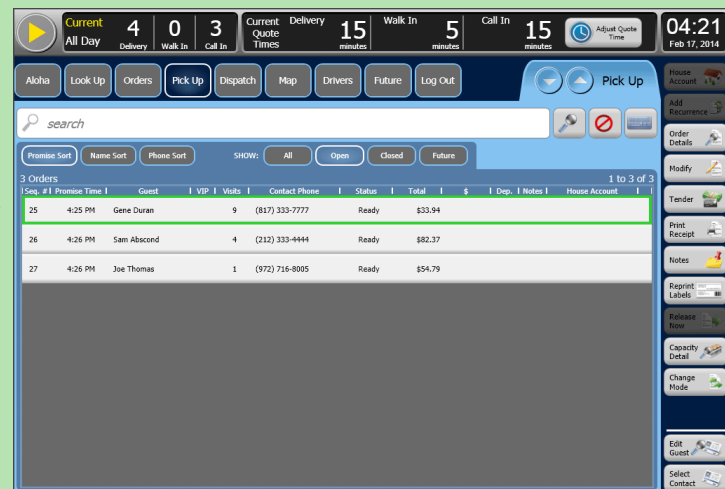 Current
All Day
4
Delivery
0
Walk In
3
Call In
Current
Quote
Times
Delivery
15
minutes
Walk In
5
minutes
Call In
15
minutes
Adjust Quote
Time
04:21
Feb 17, 2014
Aloha
Look Up
Orders
Pick Up
Dispatch
Map
Drivers
Future
Log Out
Pick Up
search
Promise Sort
Name Sort
Phone Sort
SHOW:
All
Open
Closed
Future
3 Orders
1 to 3 of 3
Seq. # Promise Time Guest VIP Visits Contact Phone Status Total $ Dep. Notes House Account
25 4:25 PM Gene Duran 9 (817) 333-7777 Ready $33.94
26 4:26 PM Sam Abscond 4 (212) 333-4444 Ready $82.37
27 4:26 PM Joe Thomas 1 (972) 716-8005 Ready $54.79
House
Account
Add
Recurrence
Order
Details
Modify
Tender
Print
Receipt
Notes
Reprint
Labels
Release
Now
Capacity
Detail
Change
Mode
Edit
Guest
Select
Contact